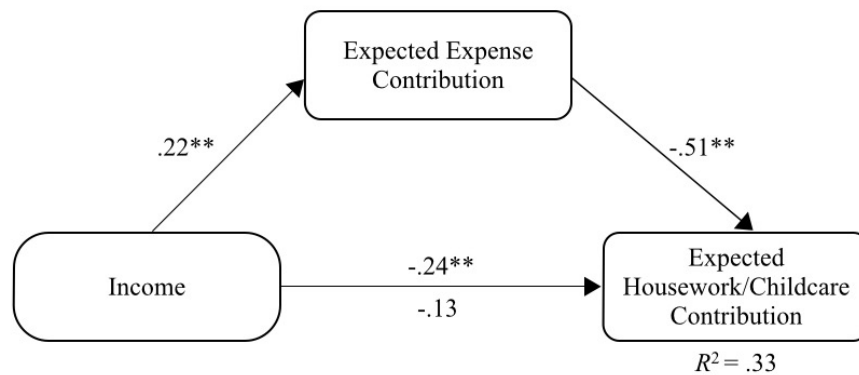 Expected Expense
Contribution
.22**
-.51**
Income
-.24**
-.13
Expected
Housework/Childcare
Contribution
R² = .33